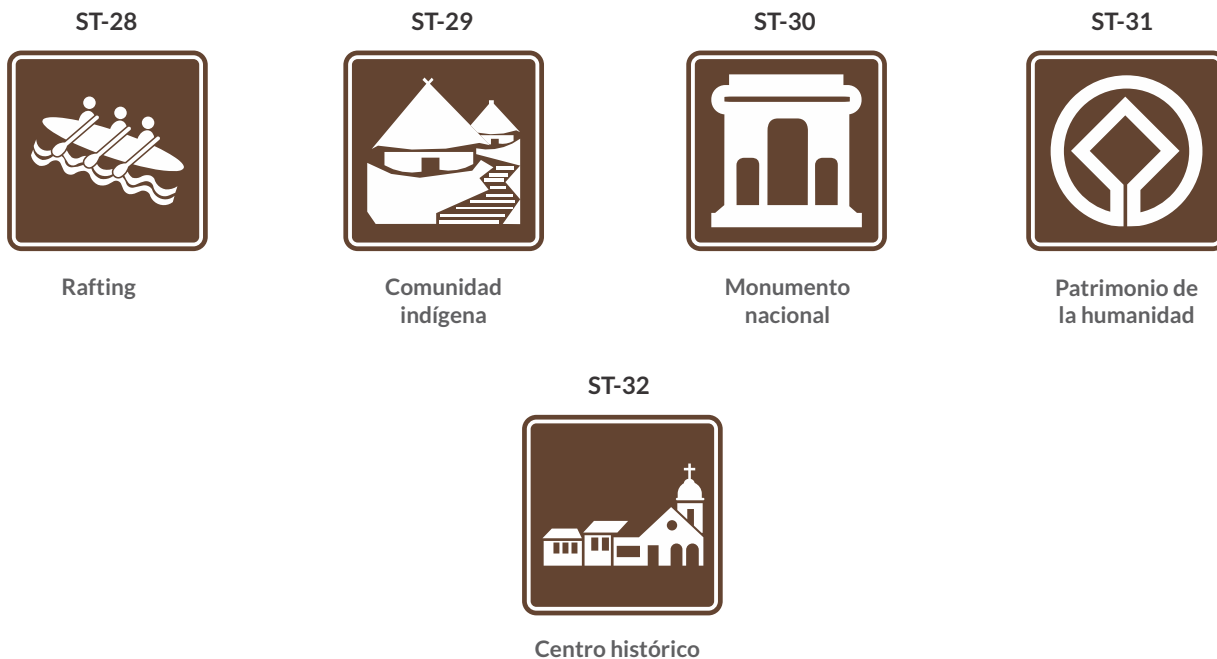 ST-28
ST-29
ST-30
ST-31
Rafting
Comunidad
indígena
Monumento
nacional
Patrimonio de
la humanidad
ST-32
Centro histórico